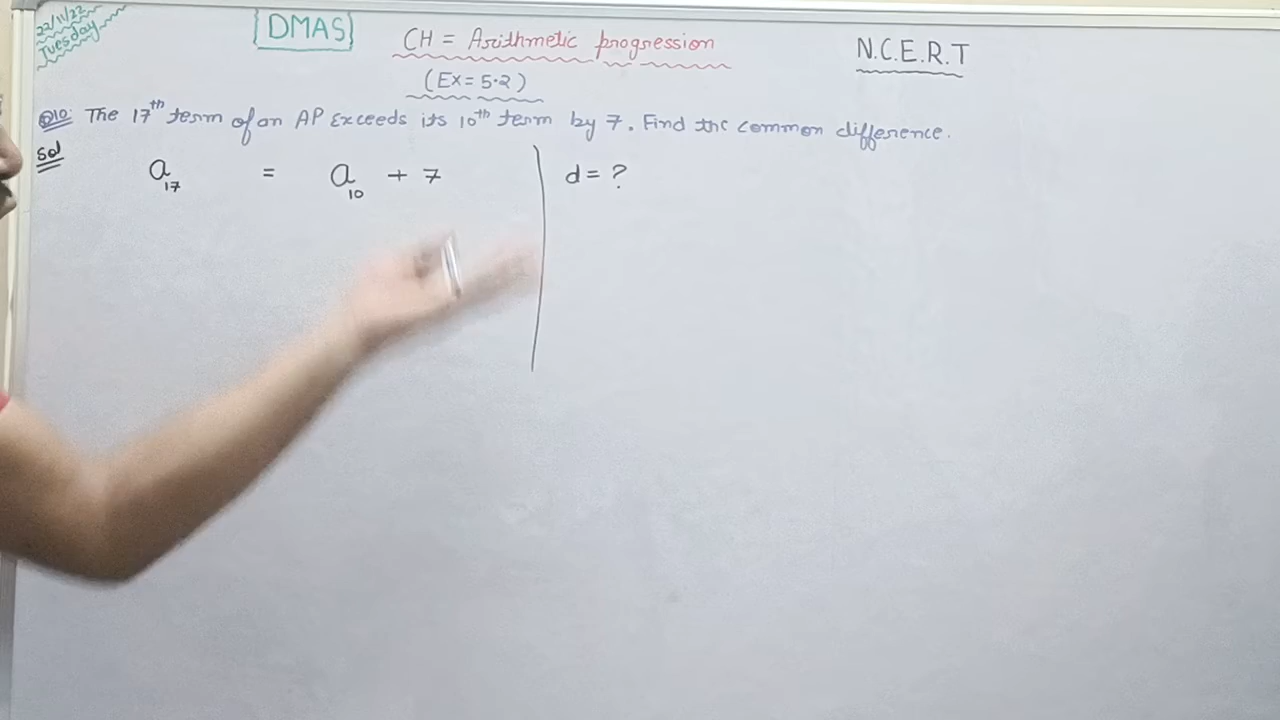 22/11/22
Tuesday
DMAS
CH = Arithmetic progression
N.C.E.R.T
(Ex = 5.2)
Q10: The 17th term of an AP Exceeds its 10th term by 7. Find the common difference.
Sol
a17 = a10 + 7
d = ?